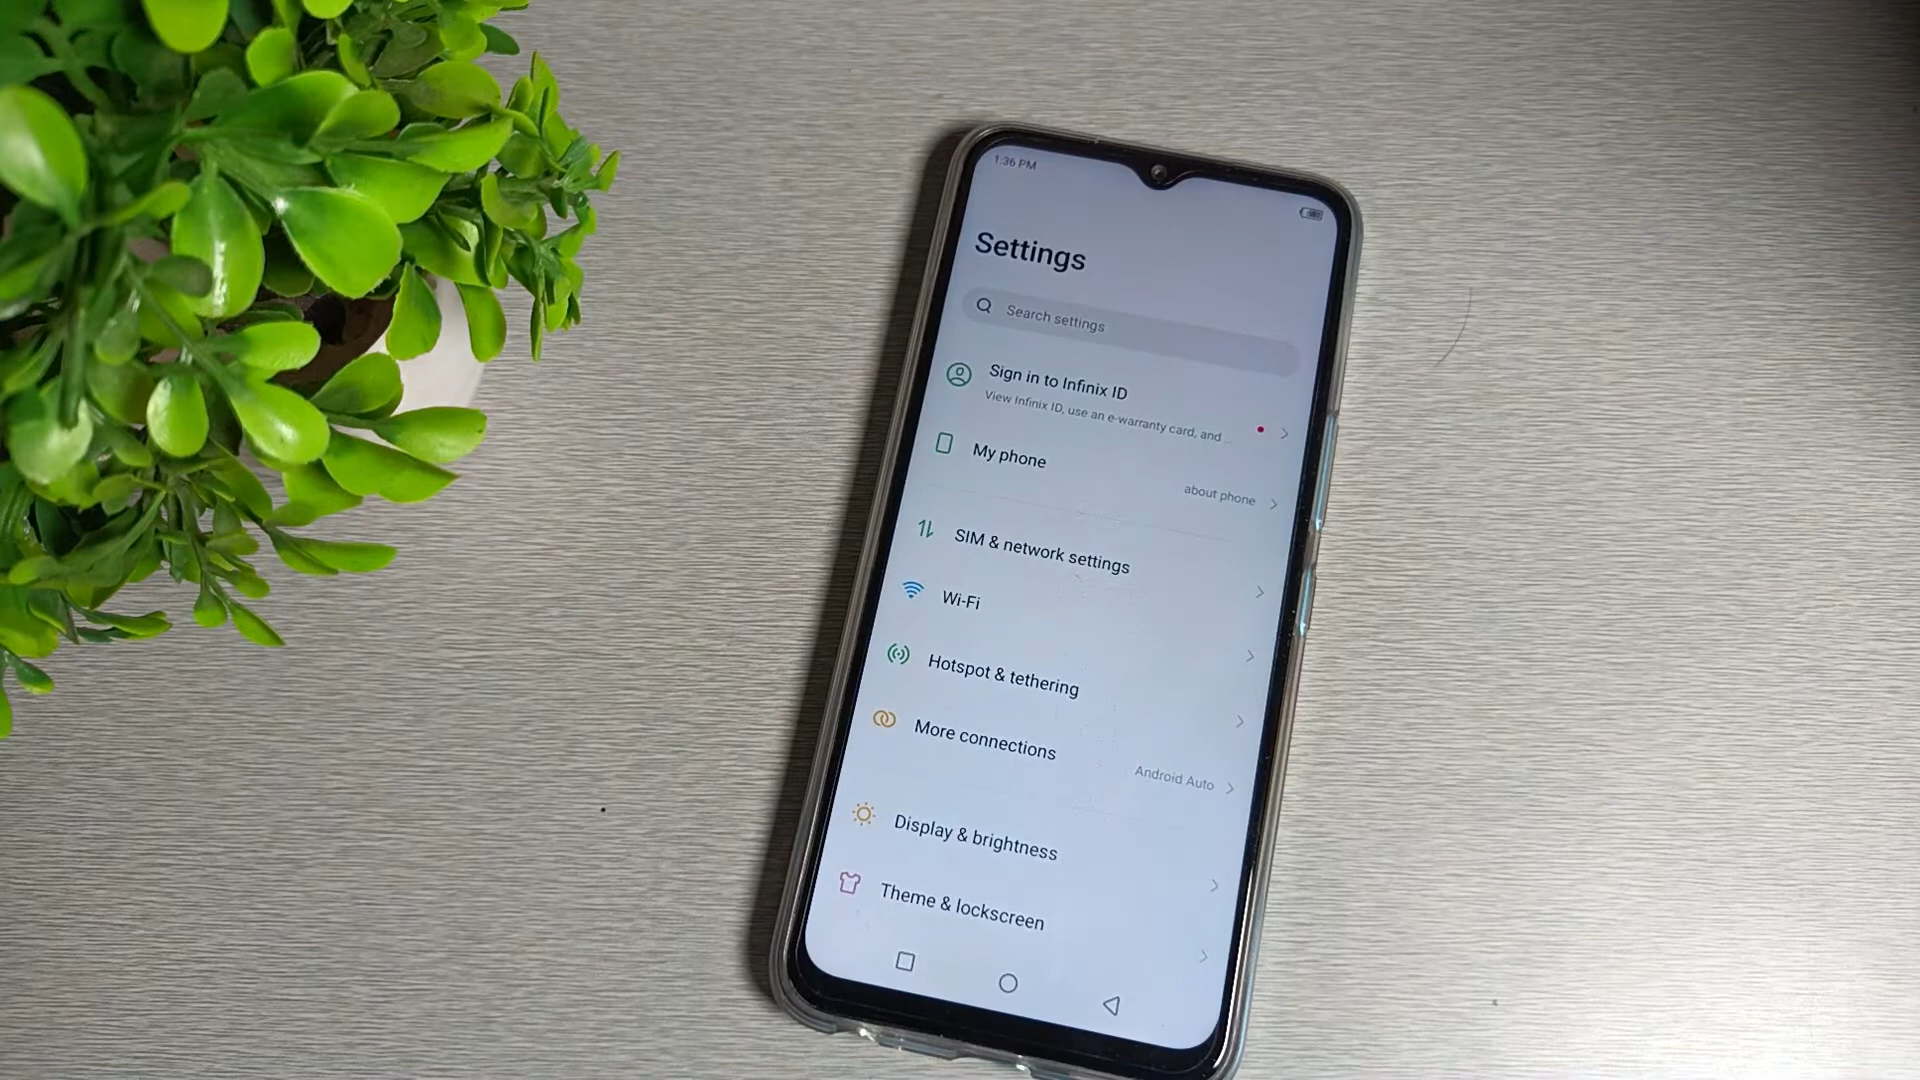 1:36 PM
Settings
Search settings
Sign in to Infinix ID
View Infinix ID, use an e-warranty card, and ...
My phone
about phone
SIM & network settings
Wi-Fi
Hotspot & tethering
More connections
Android Auto
Display & brightness
Theme & lockscreen